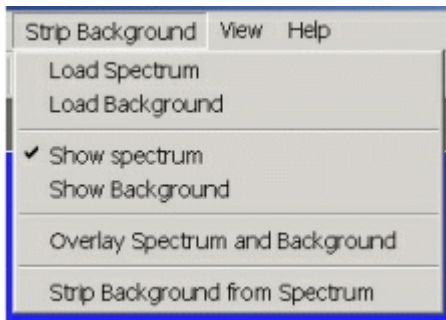 Strip Background View Help
Load Spectrum
Load Background
Show spectrum
Show Background
Overlay Spectrum and Background
Strip Background from Spectrum